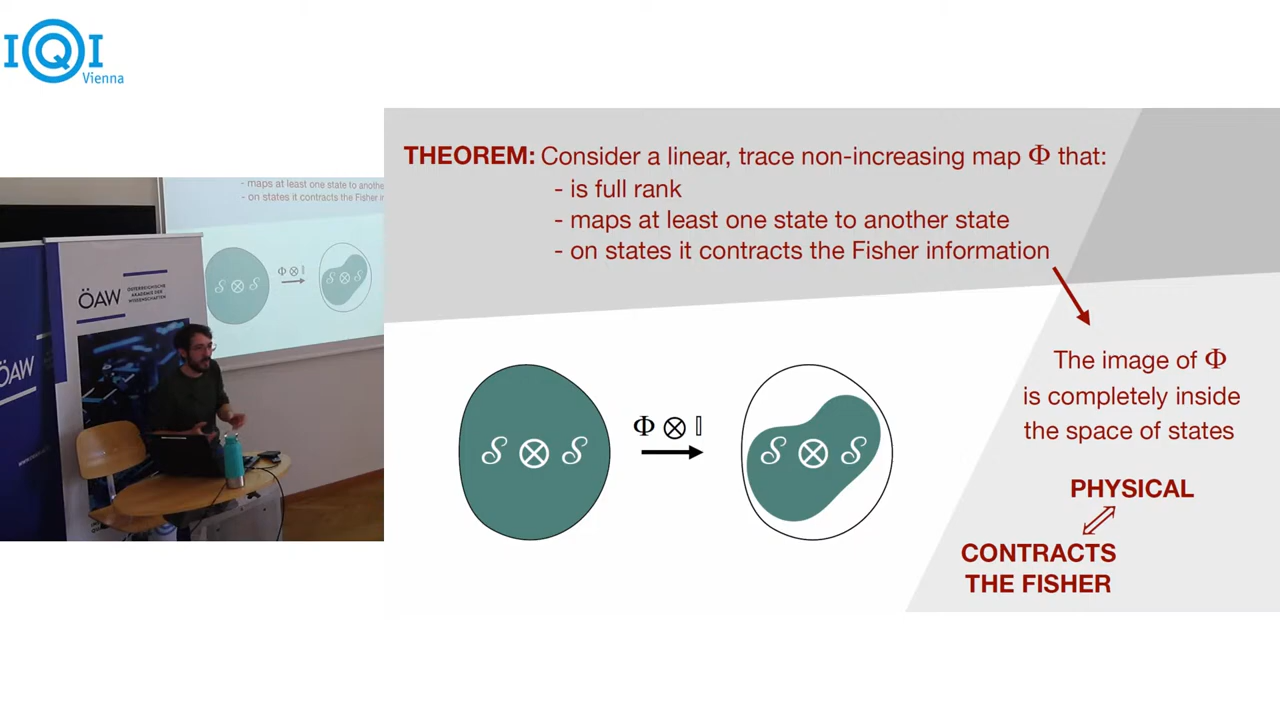 IQI
Vienna
THEOREM: Consider a linear, trace non-increasing map Φ that:
- is full rank
- maps at least one state to another state
- on states it contracts the Fisher information
The image of Φ
is completely inside
the space of states
PHYSICAL
CONTRACTS
THE FISHER
𝒮 ⊗ 𝒮
Φ ⊗ 𝕀
𝒮 ⊗ 𝒮
- maps at least one state to anothe
- on states it contracts the Fisher in
𝒮 ⊗ 𝒮
Φ ⊗ 𝕀
𝒮 ⊗ 𝒮
ÖAW
ÖSTERREICHISCHE
AKADEMIE DER
WISSENSCHAFTEN
ÖAW